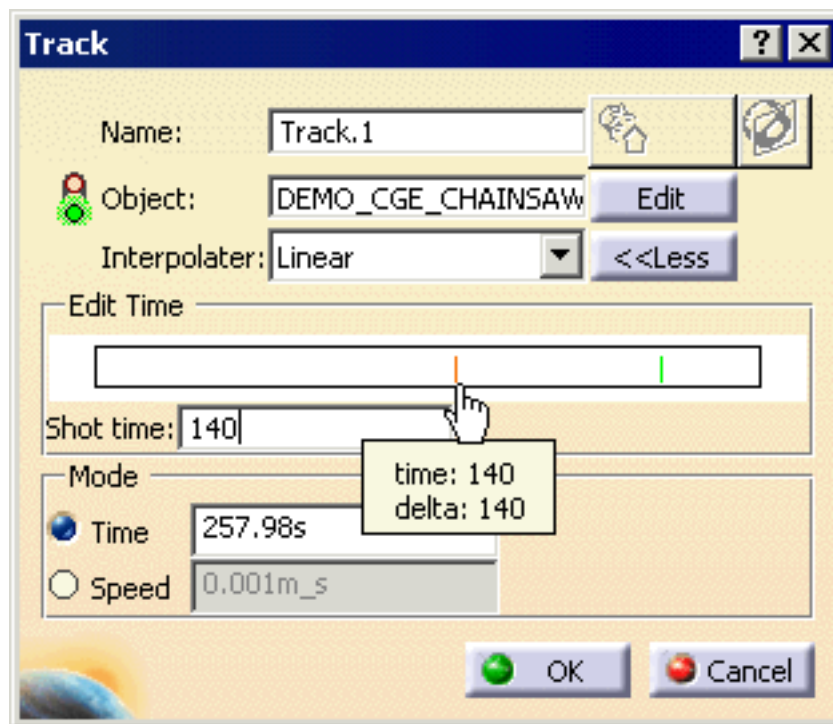 Track
Name: Track.1
Object: DEMO_CGE_CHAINSAW Edit
Interpolater: Linear <<Less
Edit Time
Shot time: 140
time: 140
delta: 140
Mode
Time 257.98s
Speed 0.001m_s
OK Cancel